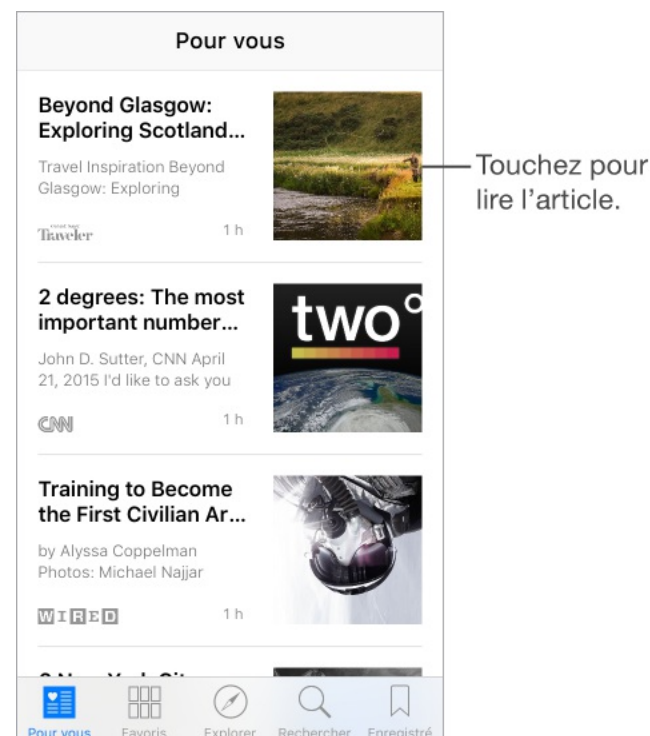 Pour vous
Beyond Glasgow:
Exploring Scotland...
Travel Inspiration Beyond
Glasgow: Exploring
Traveler
1 h
Touchez pour
lire l’article.
2 degrees: The most
important number...
John D. Sutter, CNN April
21, 2015 I'd like to ask you
CNN
1 h
two°
Training to Become
the First Civilian Ar...
by Alyssa Coppelman
Photos: Michael Najjar
WIRED
1 h
Pour vous
Favoris
Explorer
Rechercher
Enregistré